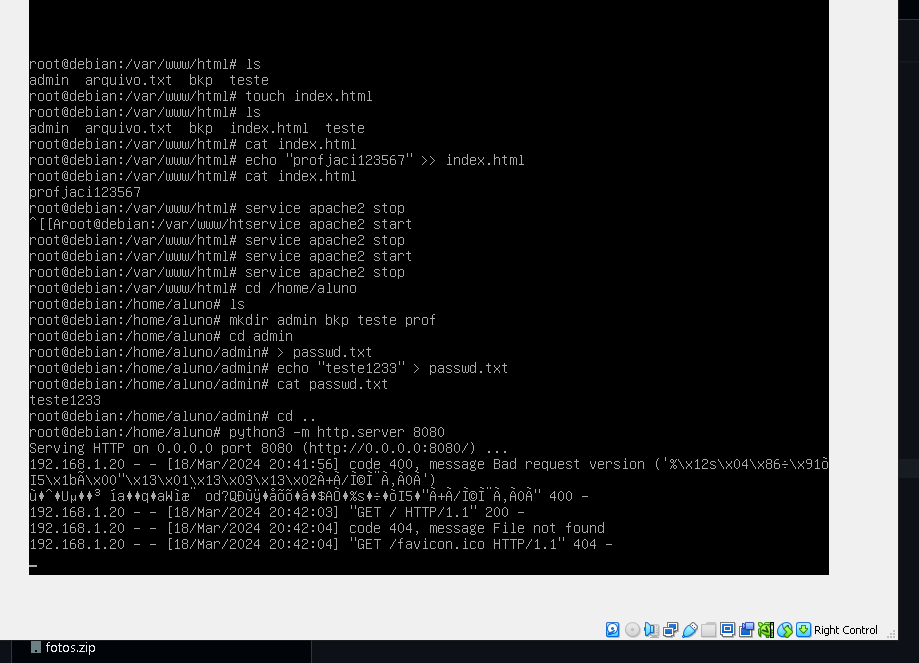 root@debian:/var/www/html# ls
admin  arquivo.txt  bkp  teste
root@debian:/var/www/html# touch index.html
root@debian:/var/www/html# ls
admin  arquivo.txt  bkp  index.html  teste
root@debian:/var/www/html# cat index.html
root@debian:/var/www/html# echo "profjaci123567" >> index.html
root@debian:/var/www/html# cat index.html
profjaci123567
root@debian:/var/www/html# service apache2 stop
^[[Aroot@debian:/var/www/htservice apache2 start
root@debian:/var/www/html# service apache2 stop
root@debian:/var/www/html# service apache2 start
root@debian:/var/www/html# service apache2 stop
root@debian:/var/www/html# cd /home/aluno
root@debian:/home/aluno# ls
root@debian:/home/aluno# mkdir admin bkp teste prof
root@debian:/home/aluno# cd admin
root@debian:/home/aluno/admin# > passwd.txt
root@debian:/home/aluno/admin# echo "teste1233" > passwd.txt
root@debian:/home/aluno/admin# cat passwd.txt
teste1233
root@debian:/home/aluno/admin# cd ..
root@debian:/home/aluno# python3 -m http.server 8080
Serving HTTP on 0.0.0.0 port 8080 (http://0.0.0.0:8080/) ...
192.168.1.20 - - [18/Mar/2024 20:41:56] code 400, message Bad request version ('%\x12s\x04\x86÷\x91ò
400 -
192.168.1.20 - - [18/Mar/2024 20:42:03] "GET / HTTP/1.1" 200 -
192.168.1.20 - - [18/Mar/2024 20:42:04] code 404, message File not found
192.168.1.20 - - [18/Mar/2024 20:42:04] "GET /favicon.ico HTTP/1.1" 404 -
Right Control
fotos.zip